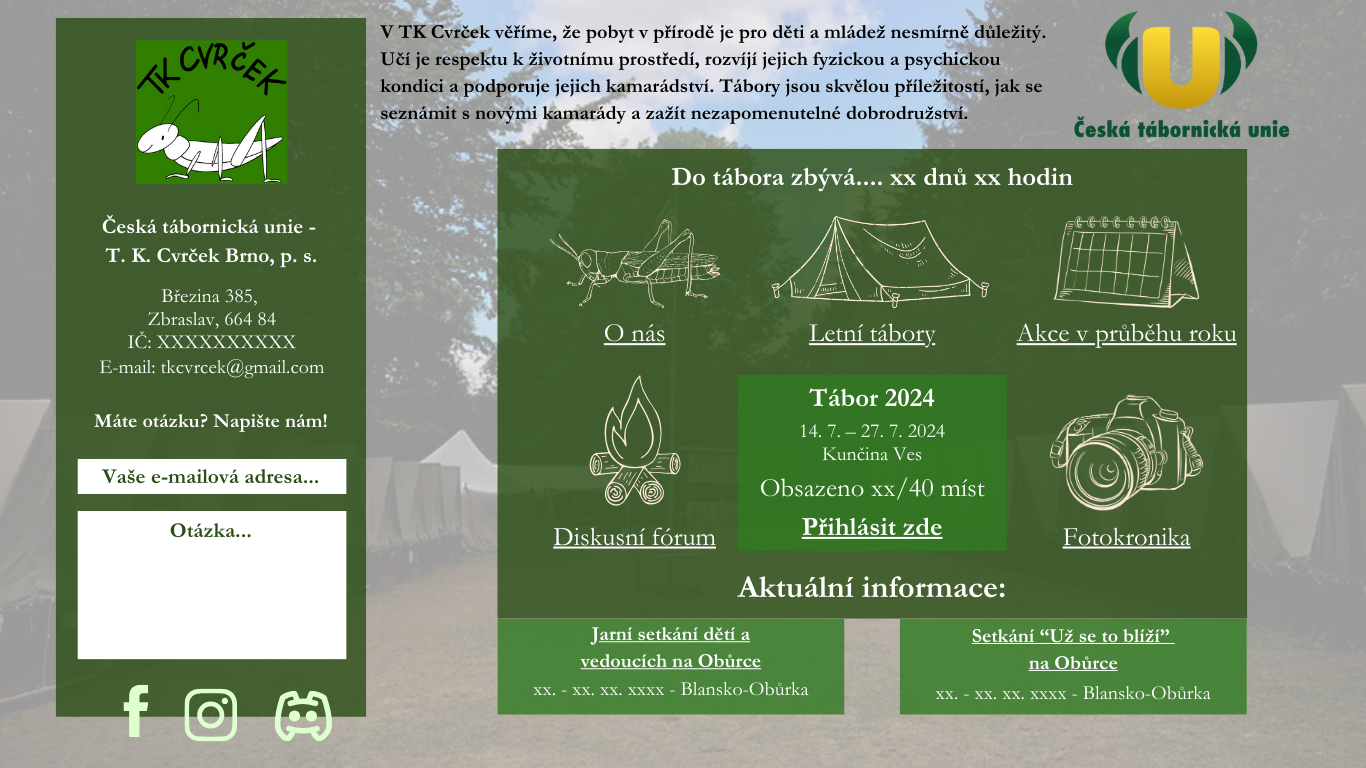 TK CVRČEK
Česká tábornická unie -
T. K. Cvrček Brno, p. s.
Březina 385,
Zbraslav, 664 84
IČ: XXXXXXXXXX
E-mail: tkcvrcek@gmail.com
Máte otázku? Napište nám!
Vaše e-mailová adresa...
Otázka...
V TK Cvrček věříme, že pobyt v přírodě je pro děti a mládež nesmírně důležitý.
Učí je respektu k životnímu prostředí, rozvíjí jejich fyzickou a psychickou
kondici a podporuje jejich kamarádství. Tábory jsou skvělou příležitostí, jak se
seznámit s novými kamarády a zažít nezapomenutelné dobrodružství.
U
Česká tábornická unie
Do tábora zbývá.... xx dnů xx hodin
O nás
Letní tábory
Akce v průběhu roku
Diskusní fórum
Tábor 2024
14. 7. – 27. 7. 2024
Kunčina Ves
Obsazeno xx/40 míst
Přihlásit zde
Fotokronika
Aktuální informace:
Jarní setkání dětí a
vedoucích na Obůrce
xx. - xx. xx. xxxx - Blansko-Obůrka
Setkání “Už se to blíží”
na Obůrce
xx. - xx. xx. xxxx - Blansko-Obůrka